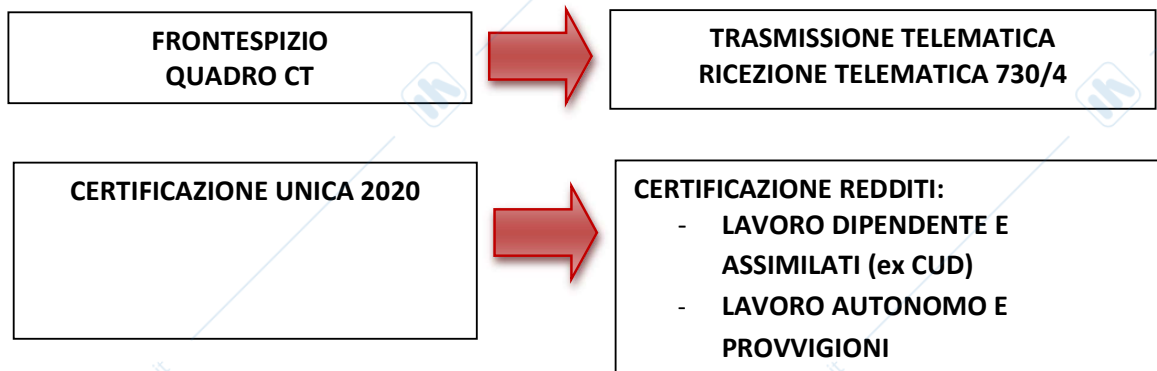 FRONTESPIZIO
QUADRO CT
TRASMISSIONE TELEMATICA
RICEZIONE TELEMATICA 730/4
CERTIFICAZIONE UNICA 2020
CERTIFICAZIONE REDDITI:
- LAVORO DIPENDENTE E
ASSIMILATI (ex CUD)
- LAVORO AUTONOMO E
PROVVIGIONI